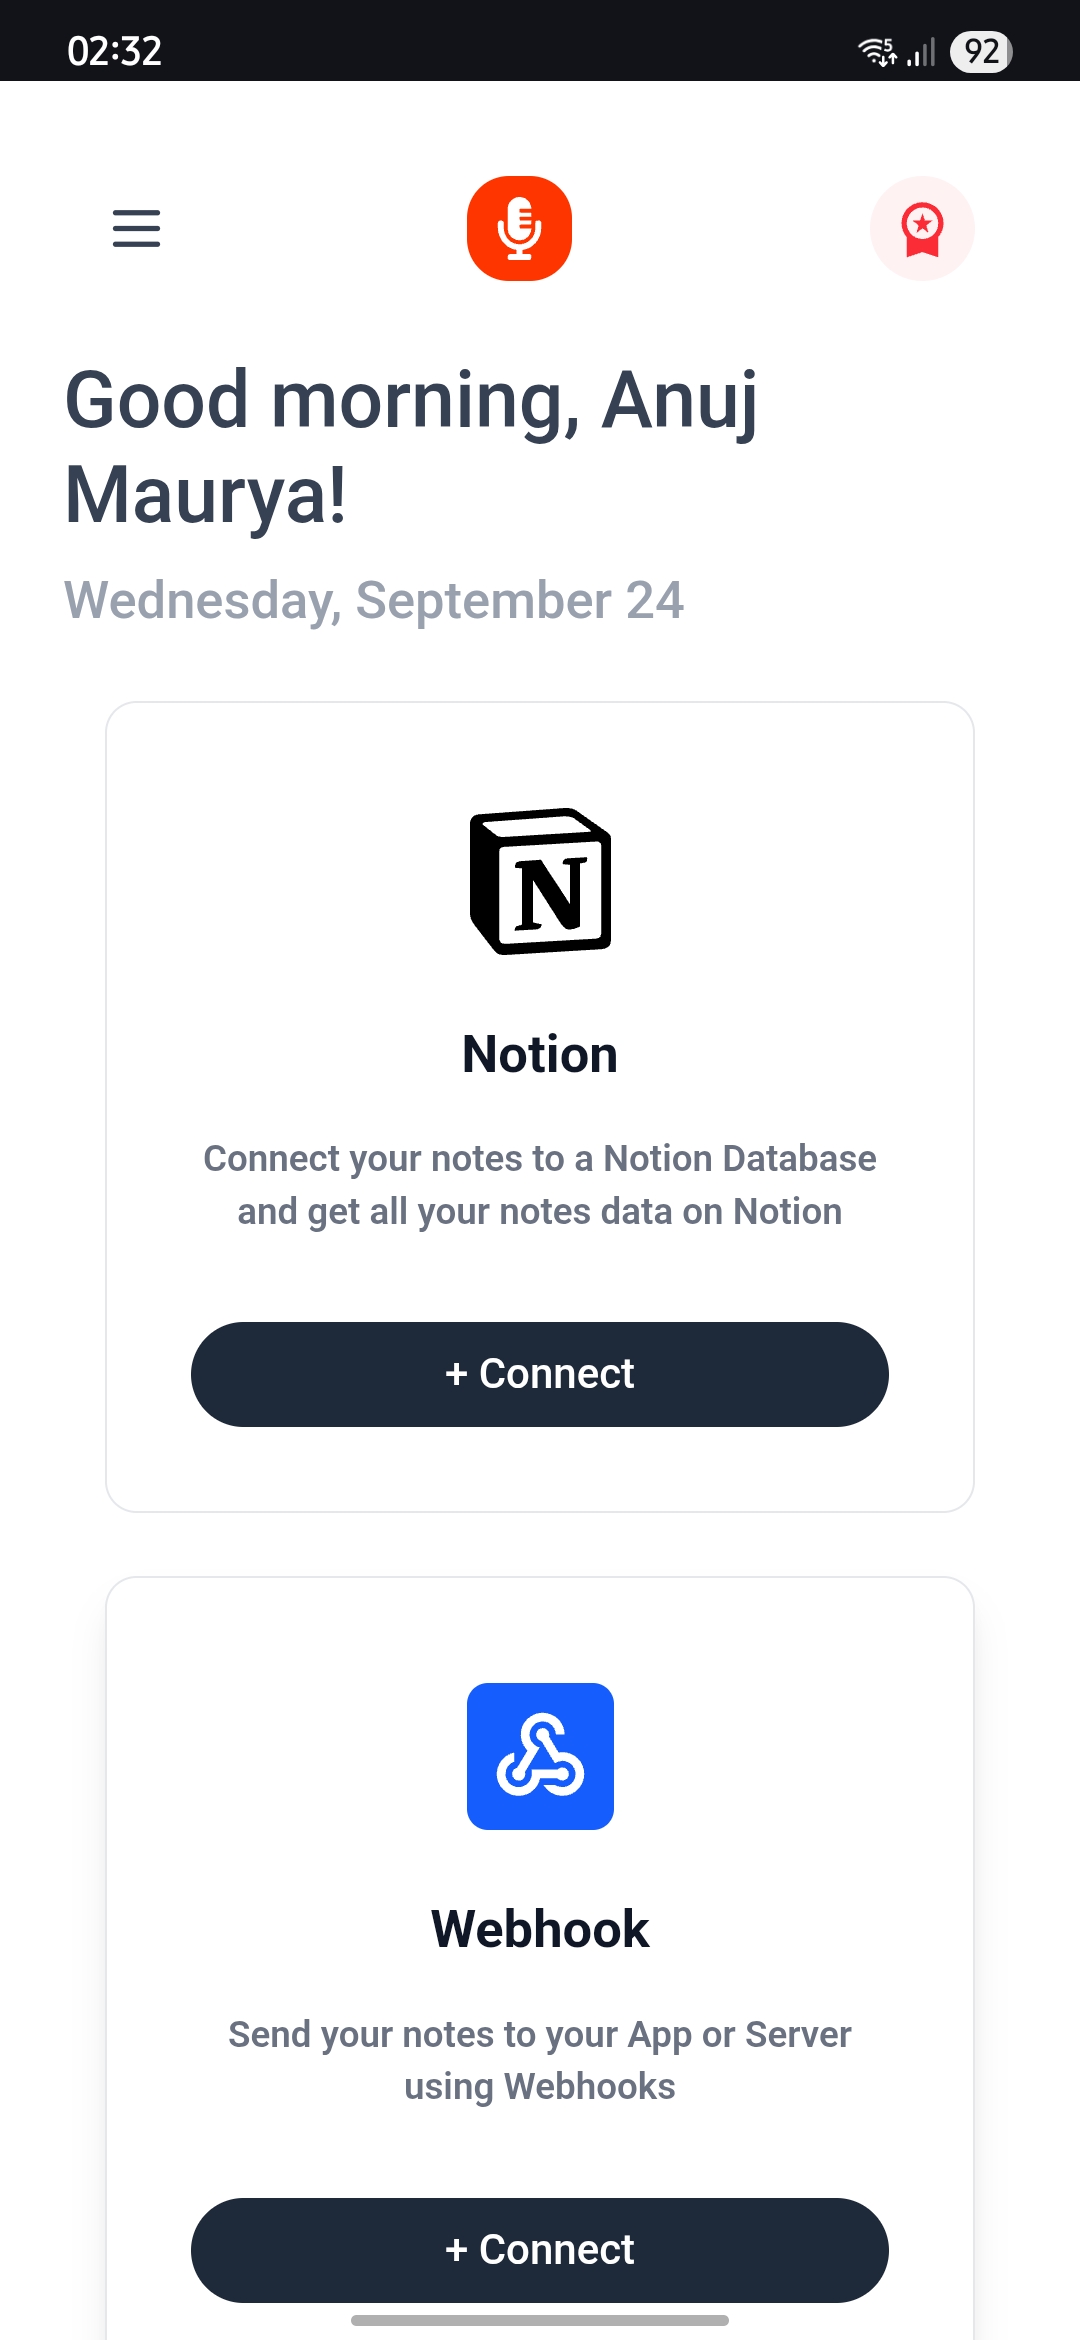 02:32
5
92
Good morning, Anuj
Maurya!
Wednesday, September 24
N
Notion
Connect your notes to a Notion Database
and get all your notes data on Notion
+ Connect
Webhook
Send your notes to your App or Server
using Webhooks
+ Connect